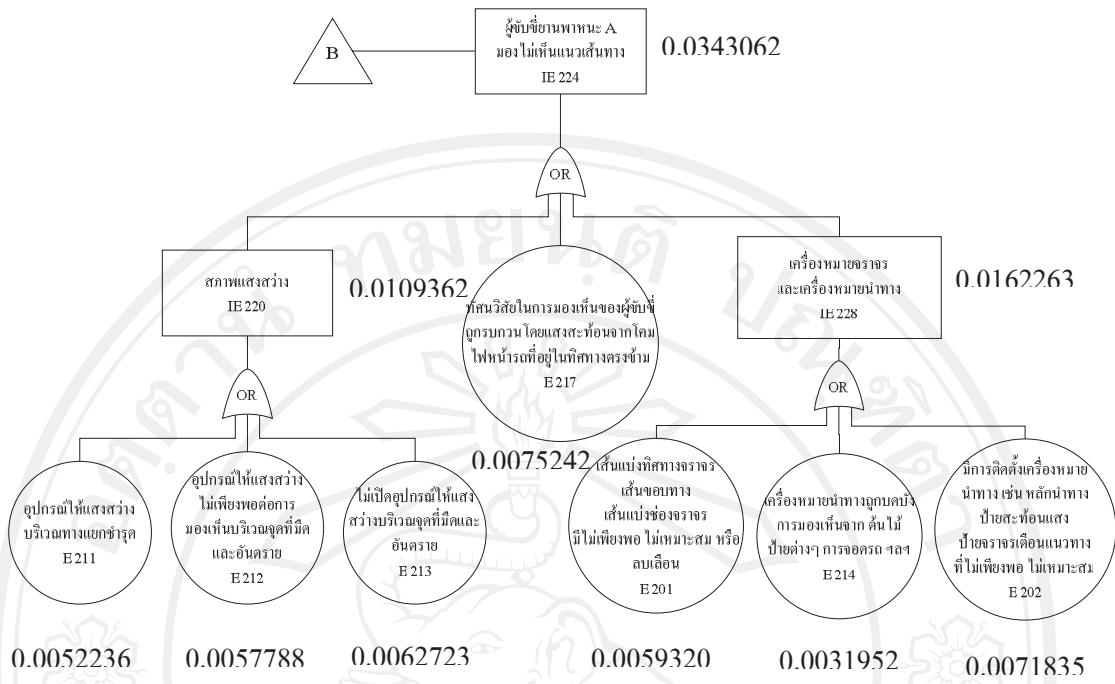 ผู้ขับขี่ยานพาหนะ A
มองไม่เห็นแนวเส้นทาง
IE 224
0.0343062
B
OR
สภาพแสงสว่าง
IE 220
0.0109362
ทัศนวิสัยในการมองเห็นของผู้ขับขี่
ถูกรบกวน โดยแสงสะท้อนจากโคม
ไฟหน้ารถที่อยู่ในทิศทางตรงข้าม
E 217
0.0075242
เครื่องหมายจราจร
และเครื่องหมายนำทาง
IE 228
0.0162263
OR
OR
อุปกรณ์ให้แสงสว่าง
บริเวณทางแยกชำรุด
E 211
อุปกรณ์ให้แสงสว่าง
ไม่เพียงพอต่อการ
มองเห็นบริเวณจุดที่มืด
และอันตราย
E 212
ไม่เปิดอุปกรณ์ให้แสง
สว่างบริเวณจุดที่มืดและ
อันตราย
E 213
เส้นแบ่งทิศทางจราจร
เส้นขอบทาง
เส้นแบ่งช่องจราจร
มีไม่เพียงพอ ไม่เหมาะสม หรือ
ลบเลือน
E 201
เครื่องหมายนำทางถูกบดบัง
การมองเห็นจาก ต้นไม้
ป้ายต่างๆ การจอดรถ ฯลฯ
E 214
มีการติดตั้งเครื่องหมาย
นำทาง เช่น หลักนำทาง
ป้ายสะท้อนแสง
ป้ายจราจรเตือนแนวทาง
ที่ไม่เพียงพอ ไม่เหมาะสม
E 202
0.0052236
0.0057788
0.0062723
0.0059320
0.0031952
0.0071835